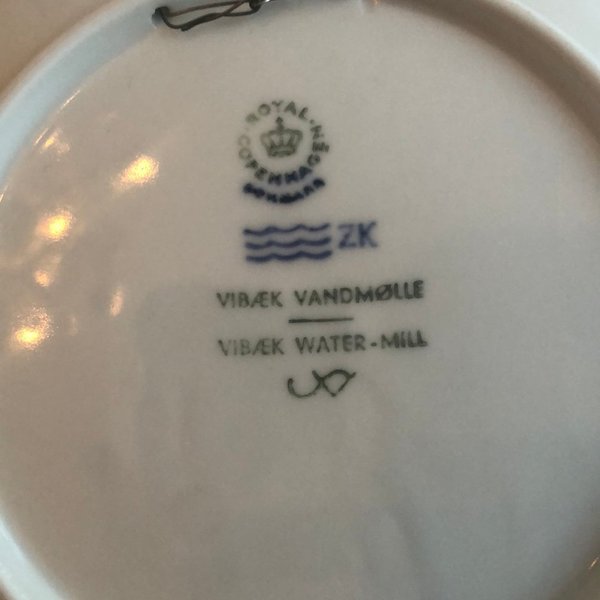 ROYAL
COPENHAGEN
DENMARK
ZK
VIBÆK VANDMØLLE
VIBÆK WATER-MILL